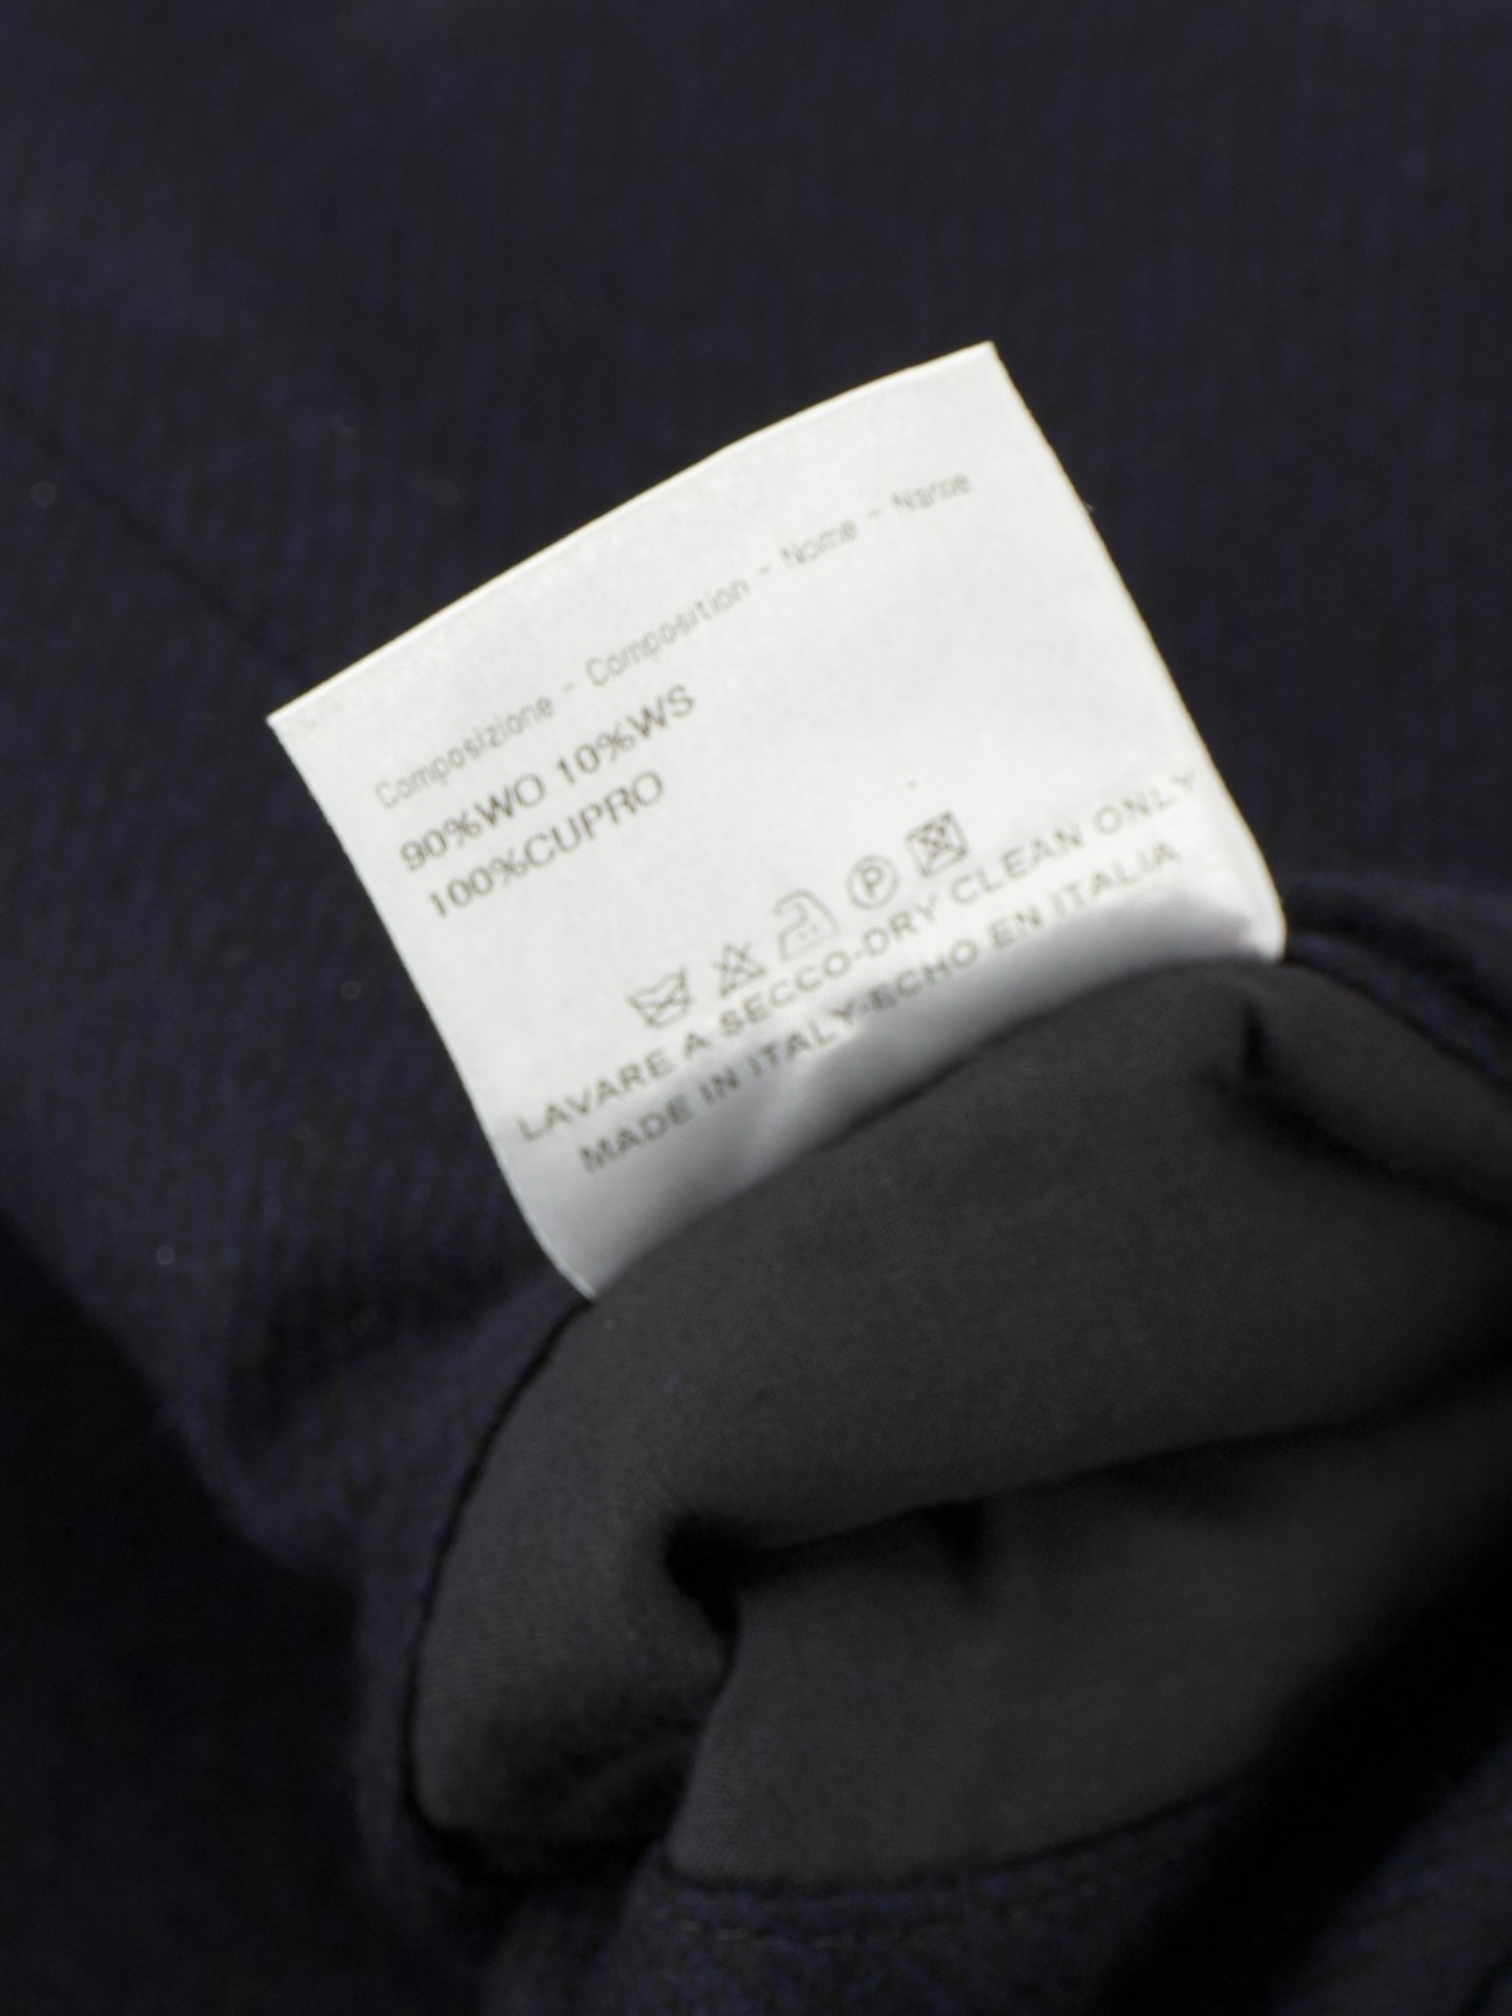 Composizione - Composition - Nome - Name
90%WO 10%WS
100%CUPRO
P
LAVARE A SECCO-DRY CLEAN ONLY
MADE IN ITALY-ECHO EN ITALIA